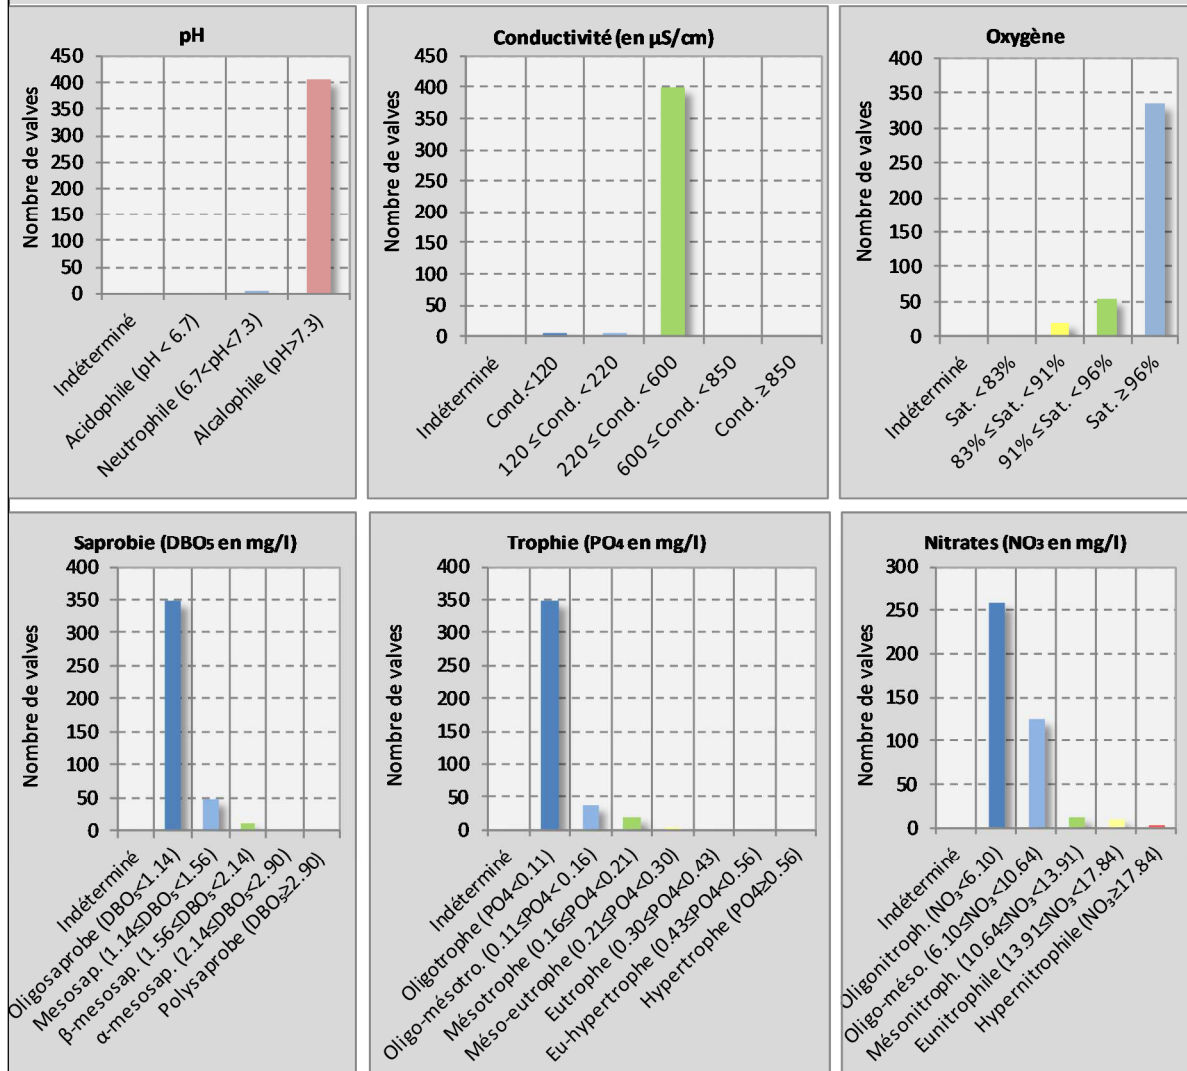 pH
Nombre de valves
450
400
350
300
250
200
150
100
50
0
Indéterminé
Acidophile (pH < 6.7)
Neutrophile (6.7<pH<7.3)
Alcalophile (pH>7.3)
Conductivité (en µS/cm)
Nombre de valves
450
400
350
300
250
200
150
100
50
0
Indéterminé
Cond.<120
120 ≤ Cond. < 220
220 ≤ Cond. < 600
600 ≤ Cond. < 850
Cond. ≥ 850
Oxygène
Nombre de valves
400
350
300
250
200
150
100
50
0
Indéterminé
Sat. < 83%
83% ≤ Sat. < 91%
91% ≤ Sat. < 96%
Sat. ≥ 96%
Saprobie (DBO₅ en mg/l)
Nombre de valves
400
350
300
250
200
150
100
50
0
Indéterminé
Oligosaprobe (DBO₅<1.14)
Mesosap. (1.14≤DBO₅<1.56)
β-mesosap. (1.56≤DBO₅<2.14)
α-mesosap. (2.14≤DBO₅<2.90)
Polysaprobe (DBO₅≥2.90)
Trophie (PO₄ en mg/l)
Nombre de valves
400
350
300
250
200
150
100
50
0
Indéterminé
Oligotrophe (PO4<0.11)
Oligo-mésotro. (0.11≤PO4< 0.16)
Mésotrophe (0.16≤PO4<0.21)
Méso-eutrophe (0.21≤PO4<0.30)
Eutrophe (0.30≤PO4<0.43)
Eu-hypertrophe (0.43≤PO4<0.56)
Hypertrophe (PO4≥0.56)
Nitrates (NO₃ en mg/l)
Nombre de valves
300
250
200
150
100
50
0
Indéterminé
Oligonitroph. (NO₃<6.10)
Oligo-méso. (6.10≤NO₃<10.64)
Mésonitroph. (10.64≤NO₃<13.91)
Eunitrophile (13.91≤NO₃<17.84)
Hypernitrophile (NO₃≥17.84)